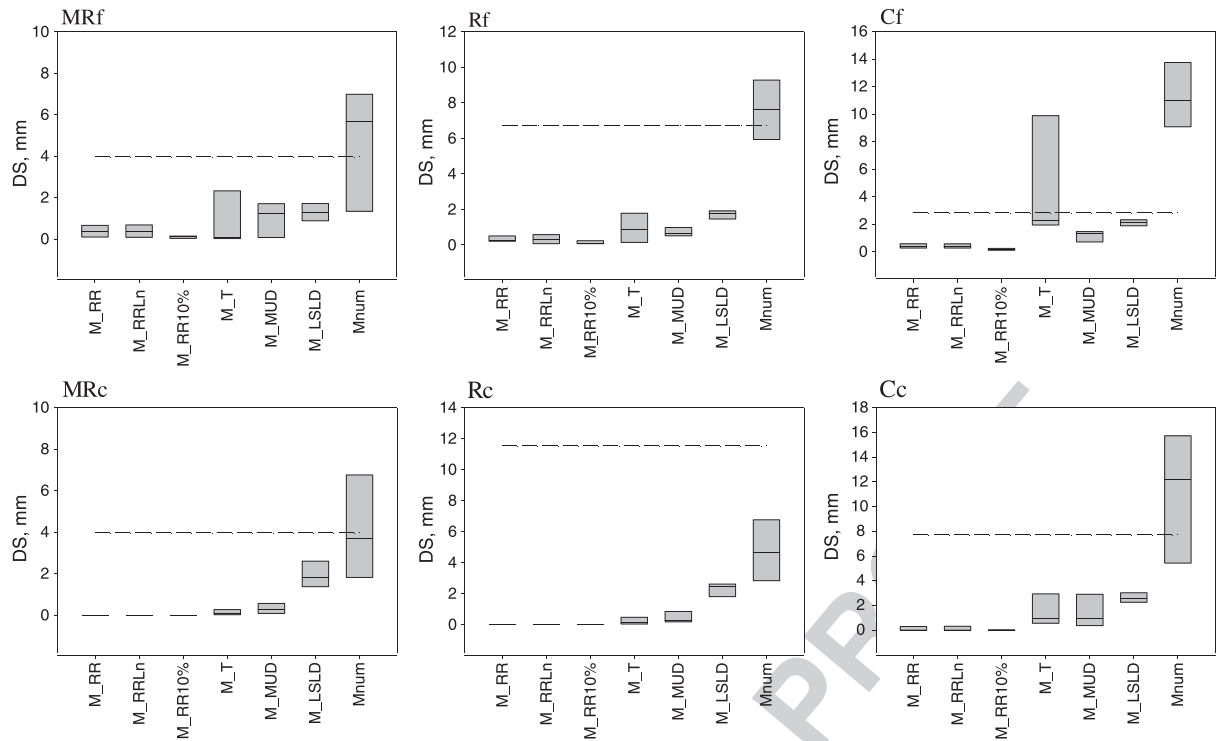 MRf
Rf
Cf
DS, mm
10
8
6
4
2
0
M_RR
M_RRLn
M_RR10%
M_T
M_MUD
M_LSLD
Mnum
DS, mm
12
10
8
6
4
2
0
M_RR
M_RRLn
M_RR10%
M_T
M_MUD
M_LSLD
Mnum
DS, mm
16
14
12
10
8
6
4
2
0
M_RR
M_RRLn
M_RR10%
M_T
M_MUD
M_LSLD
Mnum
MRc
Rc
Cc
DS, mm
10
8
6
4
2
0
M_RR
M_RRLn
M_RR10%
M_T
M_MUD
M_LSLD
Mnum
DS, mm
14
12
10
8
6
4
2
0
M_RR
M_RRLn
M_RR10%
M_T
M_MUD
M_LSLD
Mnum
DS, mm
18
16
14
12
10
8
6
4
2
0
M_RR
M_RRLn
M_RR10%
M_T
M_MUD
M_LSLD
Mnum